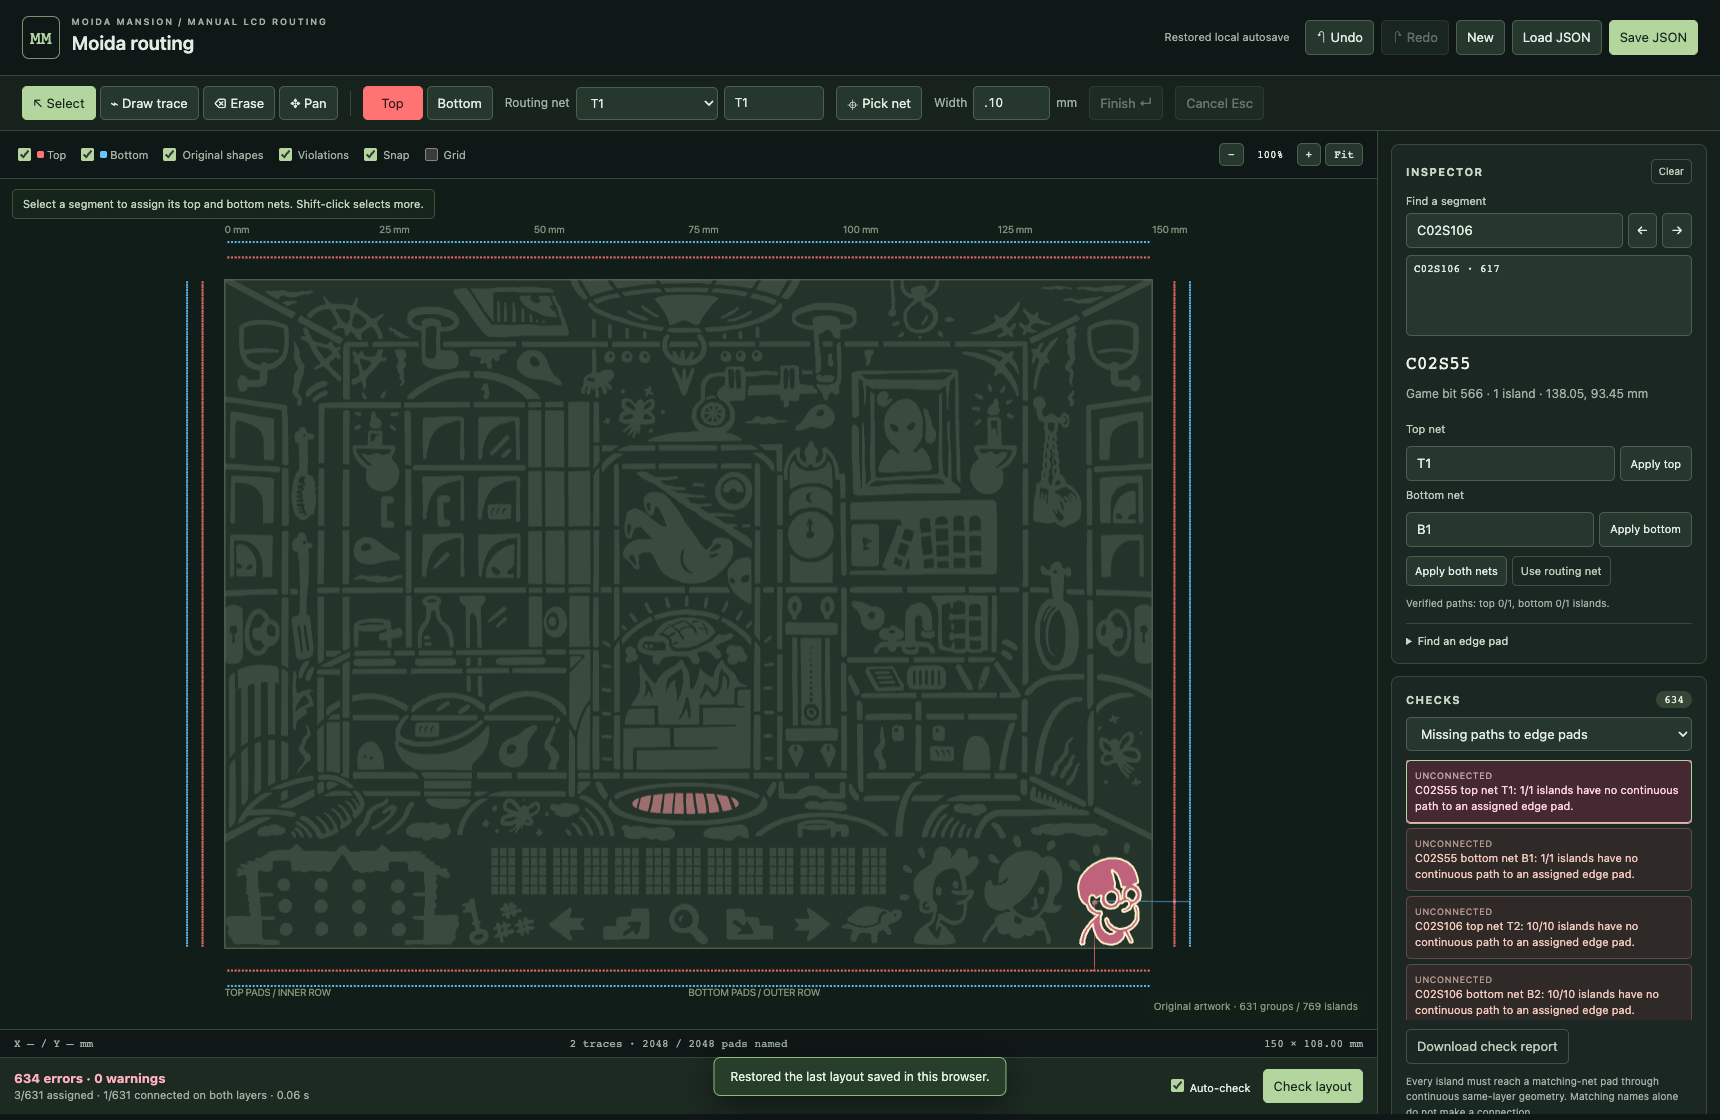 MM
MOIDA MANSION / MANUAL LCD ROUTING
Moida routing
Restored local autosave
Undo
Redo
New
Load JSON
Save JSON
Select
Draw trace
Erase
Pan
Top
Bottom
Routing net
T1
T1
Pick net
Width
.10
mm
Finish ↵
Cancel Esc
Top
Bottom
Original shapes
Violations
Snap
Grid
−
100%
+
Fit
Select a segment to assign its top and bottom nets. Shift-click selects more.
0 mm
25 mm
50 mm
75 mm
100 mm
125 mm
150 mm
TOP PADS / INNER ROW
BOTTOM PADS / OUTER ROW
Original artwork · 631 groups / 769 islands
X — / Y — mm
2 traces · 2048 / 2048 pads named
150 × 108.00 mm
634 errors · 0 warnings
3/631 assigned · 1/631 connected on both layers · 0.06 s
Restored the last layout saved in this browser.
Auto-check
Check layout
INSPECTOR
Clear
Find a segment
C02S106
←
→
C02S106 · 617
C02S55
Game bit 566 · 1 island · 138.05, 93.45 mm
Top net
T1
Apply top
Bottom net
B1
Apply bottom
Apply both nets
Use routing net
Verified paths: top 0/1, bottom 0/1 islands.
Find an edge pad
CHECKS
634
Missing paths to edge pads
UNCONNECTED
C02S55 top net T1: 1/1 islands have no continuous
path to an assigned edge pad.
UNCONNECTED
C02S55 bottom net B1: 1/1 islands have no
continuous path to an assigned edge pad.
UNCONNECTED
C02S106 top net T2: 10/10 islands have no
continuous path to an assigned edge pad.
UNCONNECTED
C02S106 bottom net B2: 10/10 islands have no
continuous path to an assigned edge pad.
Download check report
Every island must reach a matching-net pad through
continuous same-layer geometry. Matching names alone
do not make a connection.